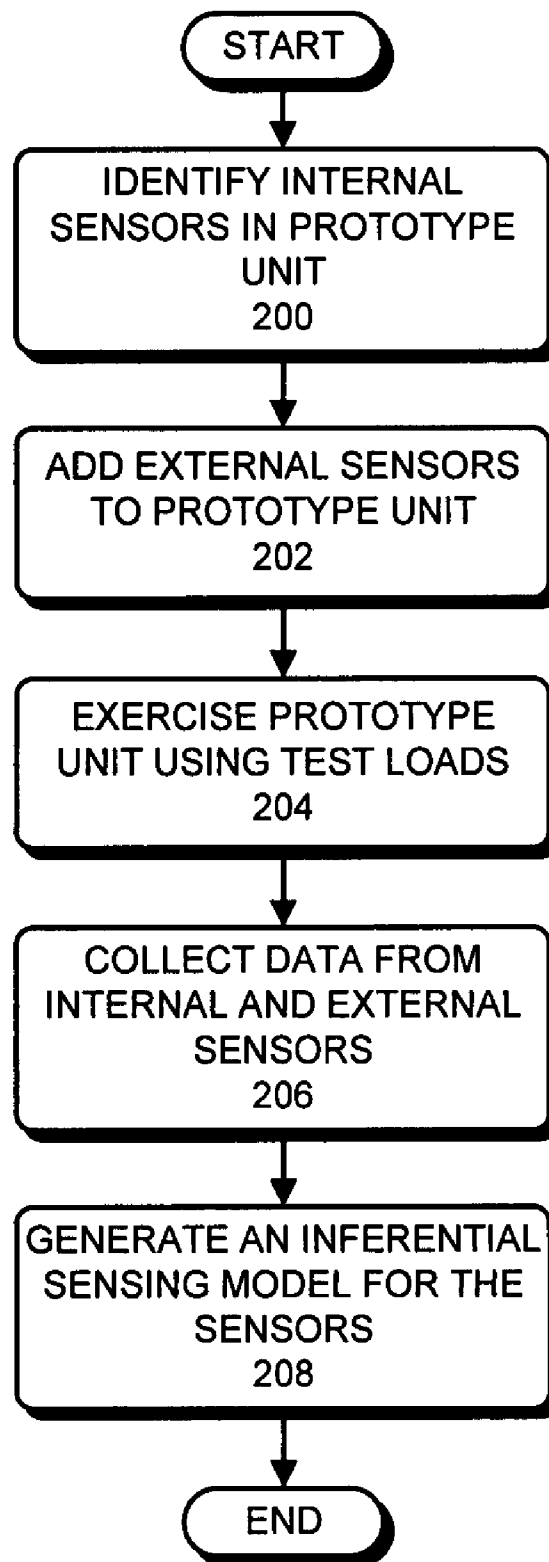 START
IDENTIFY INTERNAL
SENSORS IN PROTOTYPE
UNIT
200
ADD EXTERNAL SENSORS
TO PROTOTYPE UNIT
202
EXERCISE PROTOTYPE
UNIT USING TEST LOADS
204
COLLECT DATA FROM
INTERNAL AND EXTERNAL
SENSORS
206
GENERATE AN INFERENTIAL
SENSING MODEL FOR THE
SENSORS
208
END